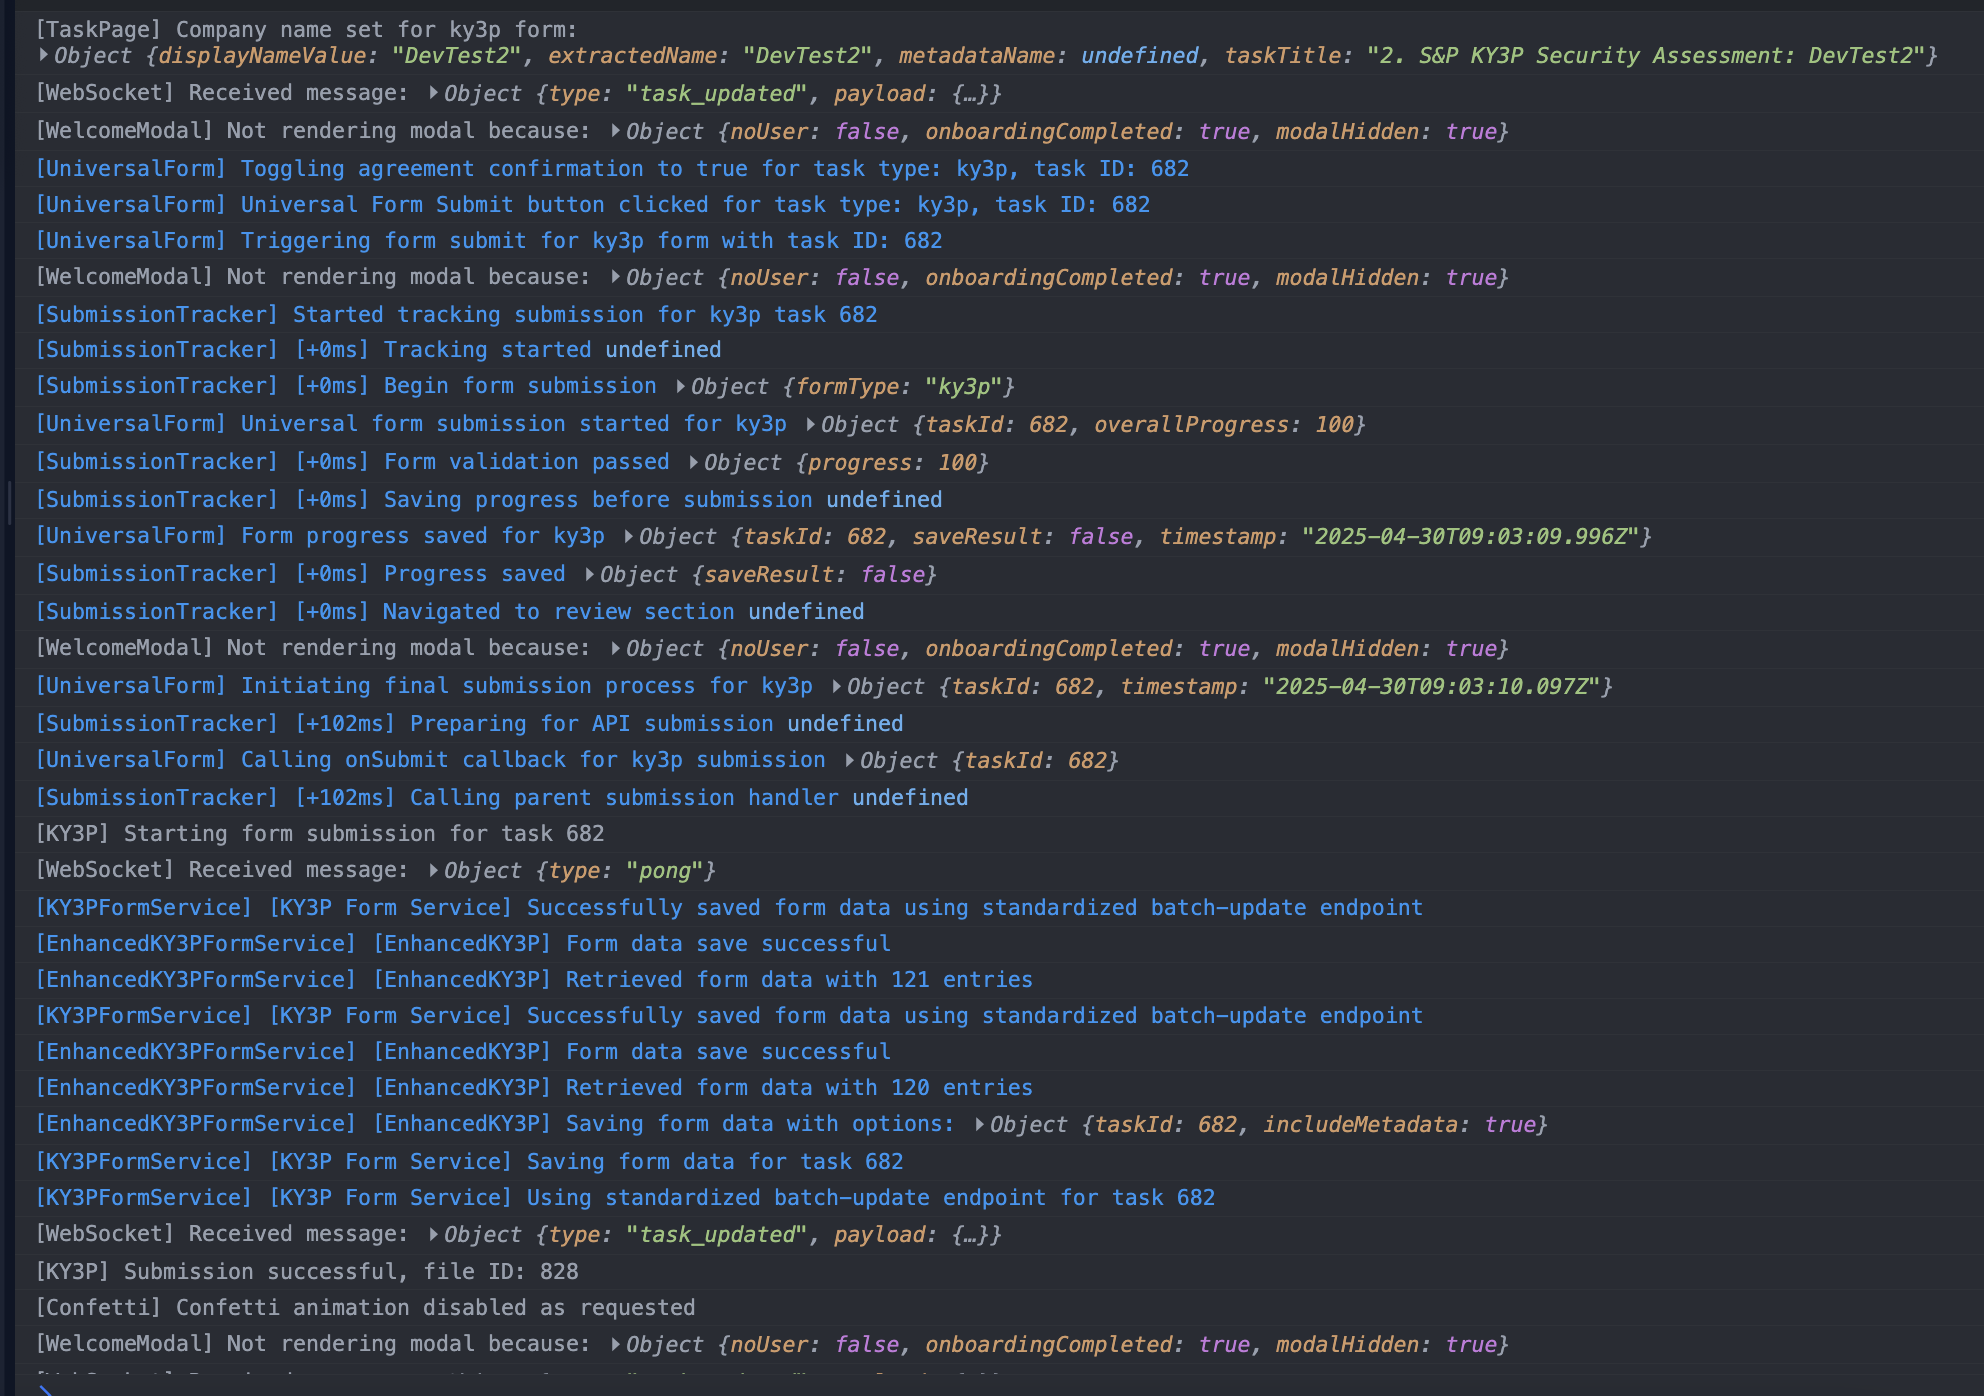 [TaskPage] Company name set for ky3p form:
▶Object {displayNameValue: "DevTest2", extractedName: "DevTest2", metadataName: undefined, taskTitle: "2. S&P KY3P Security Assessment: DevTest2"}
[WebSocket] Received message: ▶Object {type: "task_updated", payload: {…}}
[WelcomeModal] Not rendering modal because: ▶Object {noUser: false, onboardingCompleted: true, modalHidden: true}
[UniversalForm] Toggling agreement confirmation to true for task type: ky3p, task ID: 682
[UniversalForm] Universal Form Submit button clicked for task type: ky3p, task ID: 682
[UniversalForm] Triggering form submit for ky3p form with task ID: 682
[WelcomeModal] Not rendering modal because: ▶Object {noUser: false, onboardingCompleted: true, modalHidden: true}
[SubmissionTracker] Started tracking submission for ky3p task 682
[SubmissionTracker] [+0ms] Tracking started undefined
[SubmissionTracker] [+0ms] Begin form submission ▶Object {formType: "ky3p"}
[UniversalForm] Universal form submission started for ky3p ▶Object {taskId: 682, overallProgress: 100}
[SubmissionTracker] [+0ms] Form validation passed ▶Object {progress: 100}
[SubmissionTracker] [+0ms] Saving progress before submission undefined
[UniversalForm] Form progress saved for ky3p ▶Object {taskId: 682, saveResult: false, timestamp: "2025-04-30T09:03:09.996Z"}
[SubmissionTracker] [+0ms] Progress saved ▶Object {saveResult: false}
[SubmissionTracker] [+0ms] Navigated to review section undefined
[WelcomeModal] Not rendering modal because: ▶Object {noUser: false, onboardingCompleted: true, modalHidden: true}
[UniversalForm] Initiating final submission process for ky3p ▶Object {taskId: 682, timestamp: "2025-04-30T09:03:10.097Z"}
[SubmissionTracker] [+102ms] Preparing for API submission undefined
[UniversalForm] Calling onSubmit callback for ky3p submission ▶Object {taskId: 682}
[SubmissionTracker] [+102ms] Calling parent submission handler undefined
[KY3P] Starting form submission for task 682
[WebSocket] Received message: ▶Object {type: "pong"}
[KY3PFormService] [KY3P Form Service] Successfully saved form data using standardized batch-update endpoint
[EnhancedKY3PFormService] [EnhancedKY3P] Form data save successful
[EnhancedKY3PFormService] [EnhancedKY3P] Retrieved form data with 121 entries
[KY3PFormService] [KY3P Form Service] Successfully saved form data using standardized batch-update endpoint
[EnhancedKY3PFormService] [EnhancedKY3P] Form data save successful
[EnhancedKY3PFormService] [EnhancedKY3P] Retrieved form data with 120 entries
[EnhancedKY3PFormService] [EnhancedKY3P] Saving form data with options: ▶Object {taskId: 682, includeMetadata: true}
[KY3PFormService] [KY3P Form Service] Saving form data for task 682
[KY3PFormService] [KY3P Form Service] Using standardized batch-update endpoint for task 682
[WebSocket] Received message: ▶Object {type: "task_updated", payload: {…}}
[KY3P] Submission successful, file ID: 828
[Confetti] Confetti animation disabled as requested
[WelcomeModal] Not rendering modal because: ▶Object {noUser: false, onboardingCompleted: true, modalHidden: true}